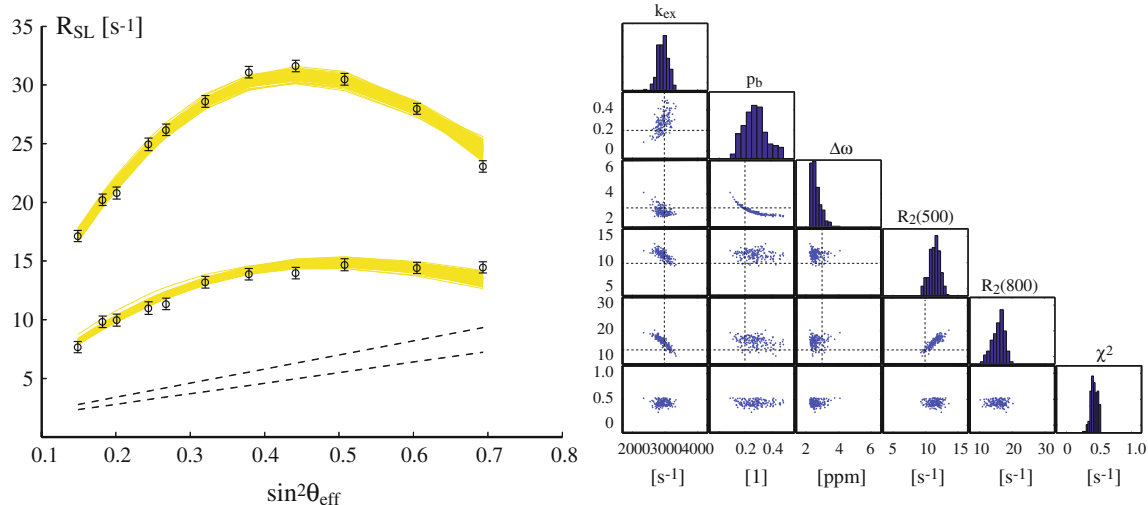 R_SL [s⁻¹]
35
30
25
20
15
10
5
0.1 0.2 0.3 0.4 0.5 0.6 0.7 0.8
sin²θ_eff
k_ex
p_b
0.4
0.2
0
Δω
6
4
2
R₂(500)
15
10
5
R₂(800)
30
20
10
χ²
1.0
0.5
0
2000 3000 4000 0.2 0.4 2 4 6 5 10 15 10 20 30 0 0.5 1.0
[s⁻¹] [1] [ppm] [s⁻¹] [s⁻¹] [s⁻¹]